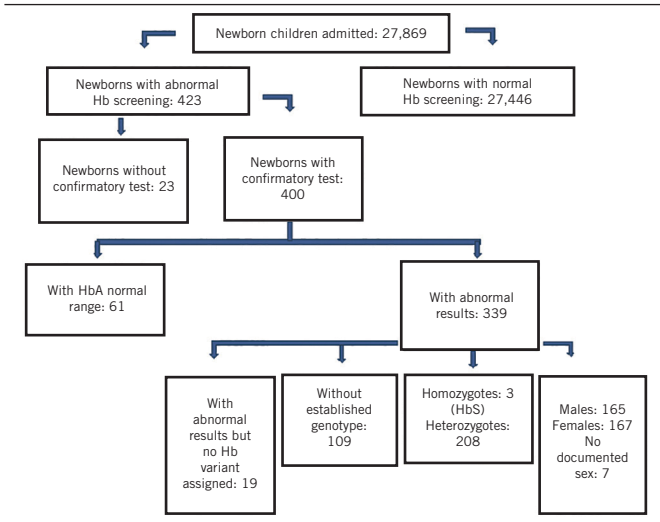 Newborn children admitted: 27,869
Newborns with abnormal
Hb screening: 423
Newborns with normal
Hb screening: 27,446
Newborns without
confirmatory test: 23
Newborns with
confirmatory test:
400
With HbA normal
range: 61
With abnormal
results: 339
With
abnormal
results but
no Hb
variant
assigned: 19
Without
established
genotype:
109
Homozygotes: 3
(HbS)
Heterozygotes:
208
Males: 165
Females: 167
No
documented
sex: 7